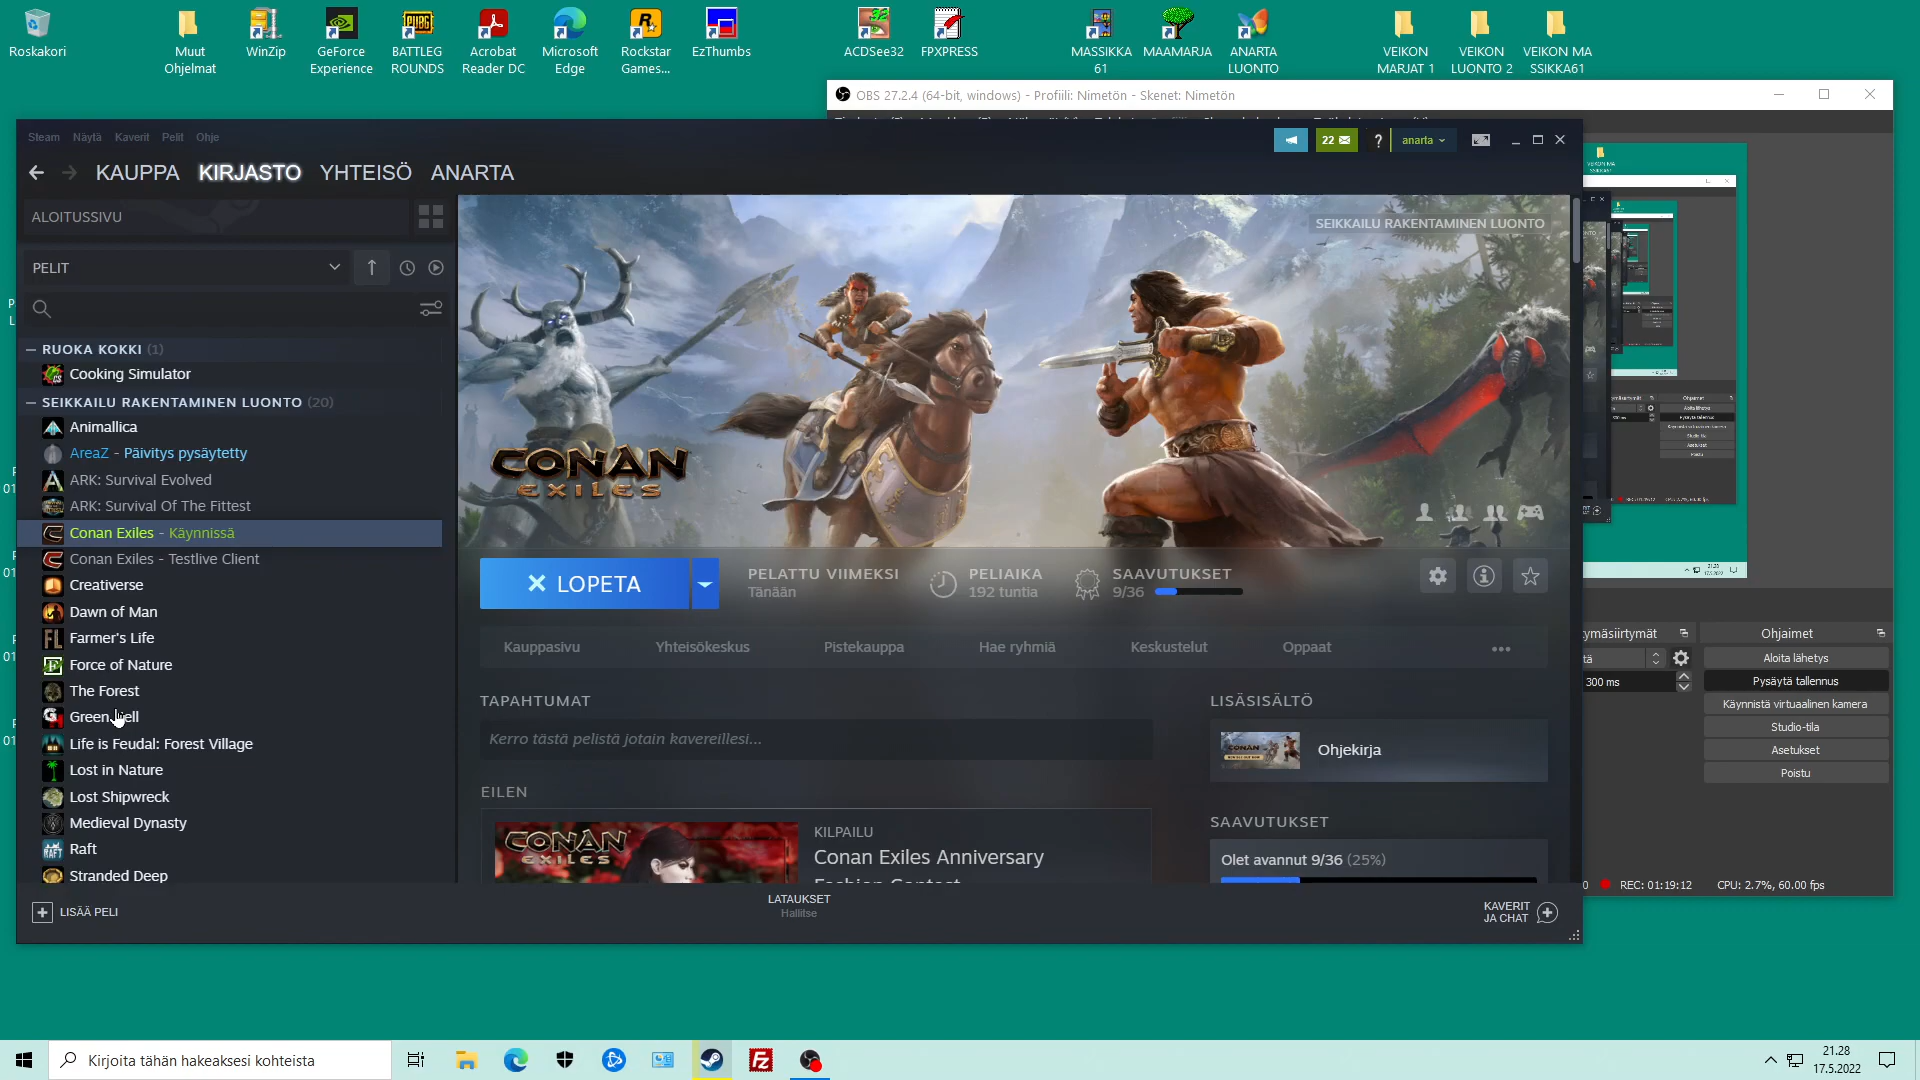 Roskakori
Muut
Ohjelmat
WinZip
GeForce
Experience
BATTLEG
ROUNDS
Acrobat
Reader DC
Microsoft
Edge
Rockstar
Games...
EzThumbs
ACDSee32
FPXPRESS
MASSIKKA
61
MAAMARJA
ANARTA
LUONTO
VEIKON
MARJAT 1
VEIKON
LUONTO 2
VEIKON MA
SSIKKA61
OBS 27.2.4 (64-bit, windows) - Profiili: Nimetön - Skenet: Nimetön
Steam Näytä Kaverit Pelit Ohje
22
?
anarta
KAUPPA KIRJASTO YHTEISÖ ANARTA
ALOITUSSIVU
PELIT
RUOKA KOKKI (1)
Cooking Simulator
SEIKKAILU RAKENTAMINEN LUONTO (20)
Animallica
AreaZ - Päivitys pysäytetty
ARK: Survival Evolved
ARK: Survival Of The Fittest
Conan Exiles - Käynnissä
Conan Exiles - Testlive Client
Creativerse
Dawn of Man
Farmer's Life
Force of Nature
The Forest
Green Hell
Life is Feudal: Forest Village
Lost in Nature
Lost Shipwreck
Medieval Dynasty
Raft
Stranded Deep
LISÄÄ PELI
SEIKKAILU RAKENTAMINEN LUONTO
CONAN
EXILES
LOPETA
PELATTU VIIMEKSI
Tänään
PELIAIKA
192 tuntia
SAAVUTUKSET
9/36
Kauppasivu Yhteisökeskus Pistekauppa Hae ryhmiä Keskustelut Oppaat
TAPAHTUMAT
Kerro tästä pelistä jotain kavereillesi...
EILEN
CONAN
EXILES
KILPAILU
Conan Exiles Anniversary
LISÄSISÄLTÖ
Ohjekirja
SAAVUTUKSET
Olet avannut 9/36 (25%)
LATAUKSET
Hallitse
KAVERIT
JA CHAT
Ohjaimet
300 ms
Aloita lähetys
Pysäytä tallennus
Käynnistä virtuaalinen kamera
Studio-tila
Asetukset
Poistu
REC: 01:19:12
CPU: 2.7%, 60.00 fps
Kirjoita tähän hakeaksesi kohteista
21.28
17.5.2022